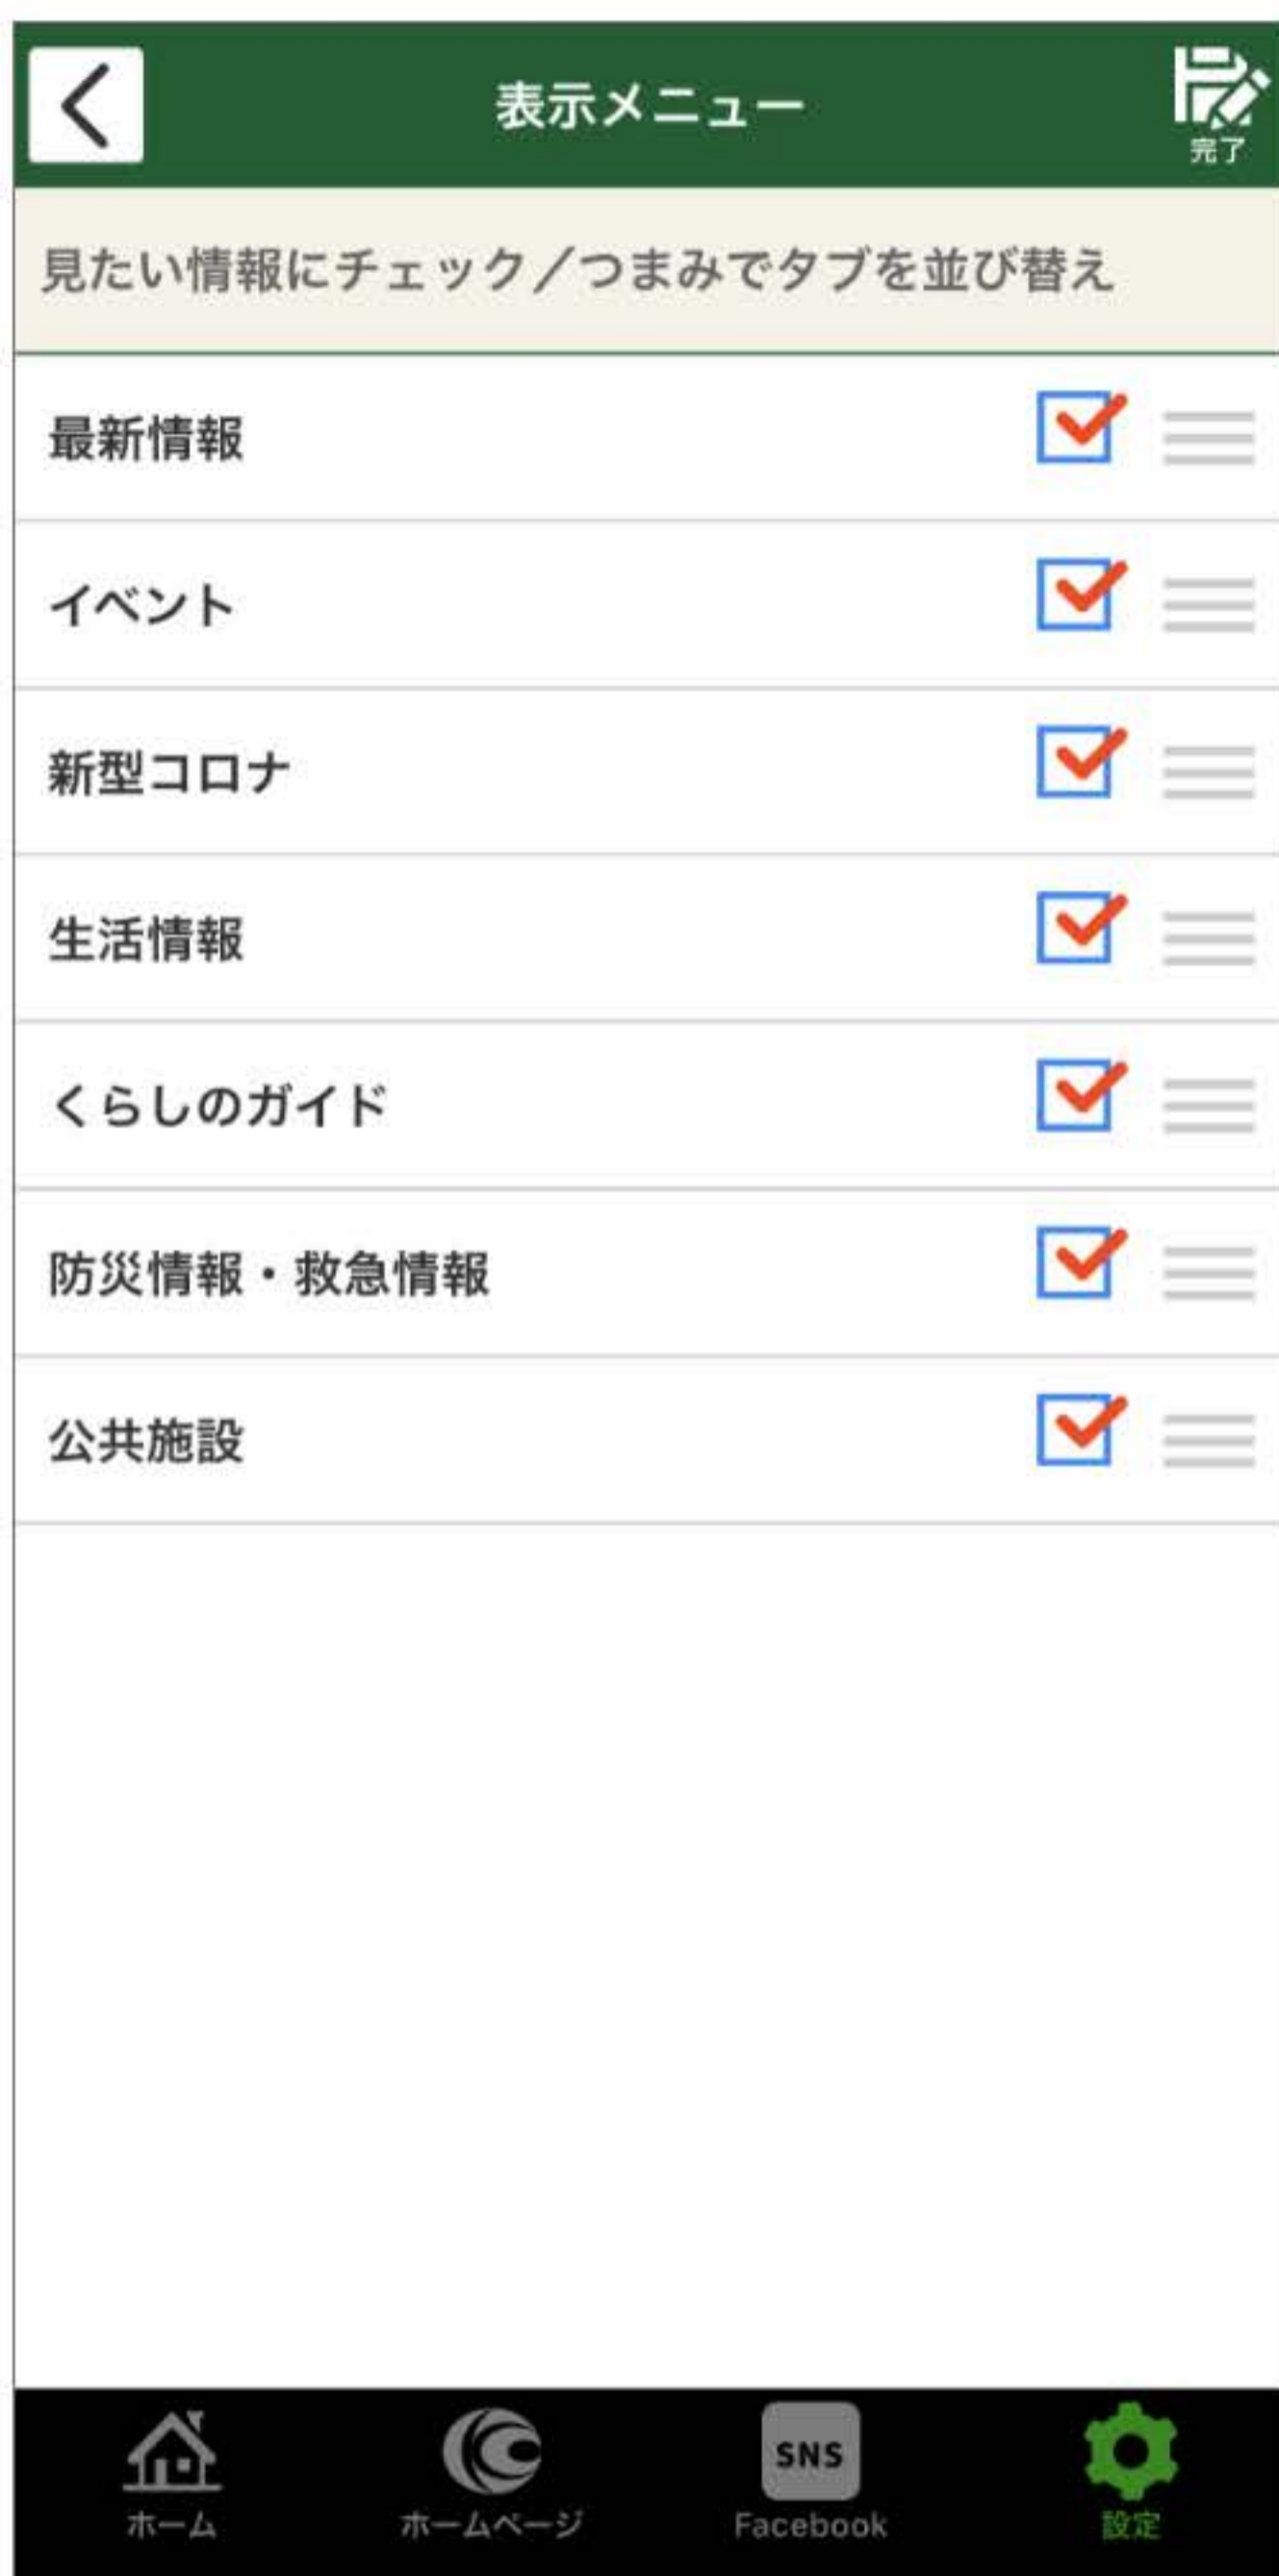 表示メニュー
完了
見たい情報にチェック／つまみでタブを並び替え
最新情報
イベント
新型コロナ
生活情報
くらしのガイド
防災情報・救急情報
公共施設
SNS
ホーム
ホームページ
Facebook
設定